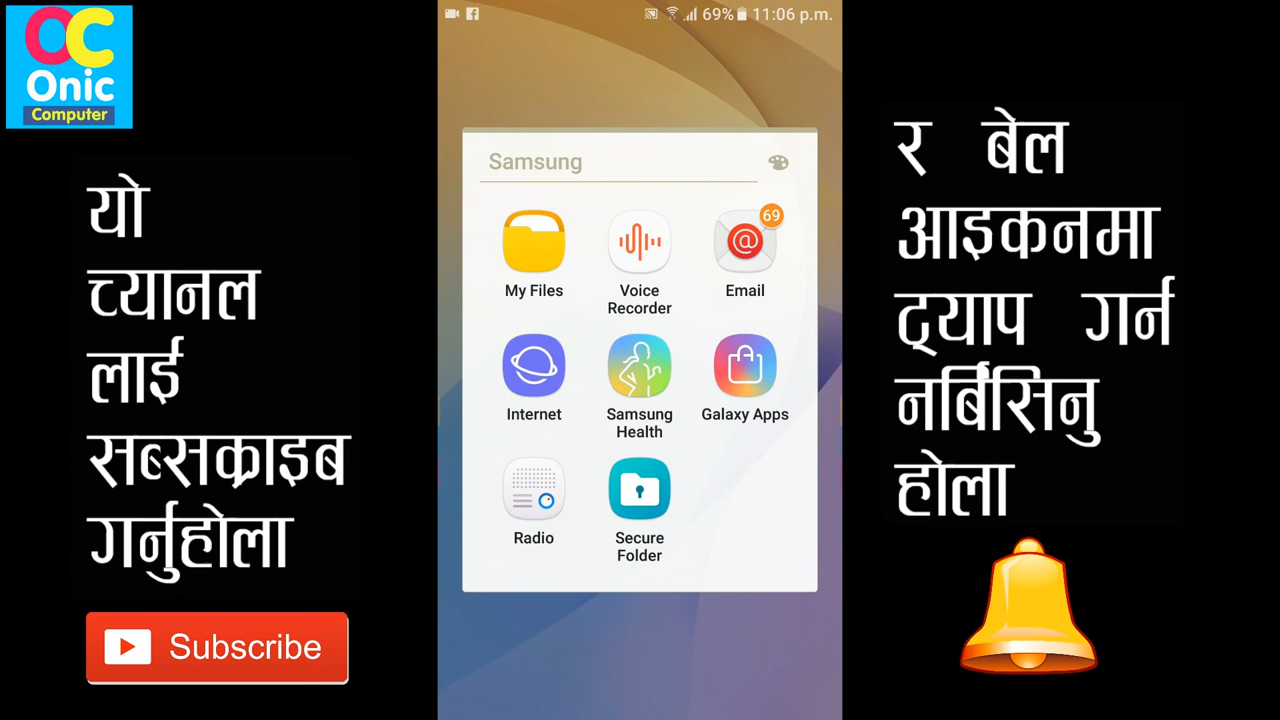 OC
Onic
Computer
यो
च्यानल
लाई
सब्सक्राइब
गर्नुहोला
Subscribe
69% 11:06 p.m.
Samsung
69
My Files
Voice
Recorder
Email
Internet
Samsung
Health
Galaxy Apps
Radio
Secure
Folder
र बेल
आइकनमा
ट्याप गर्न
नबिर्सिनु
होला